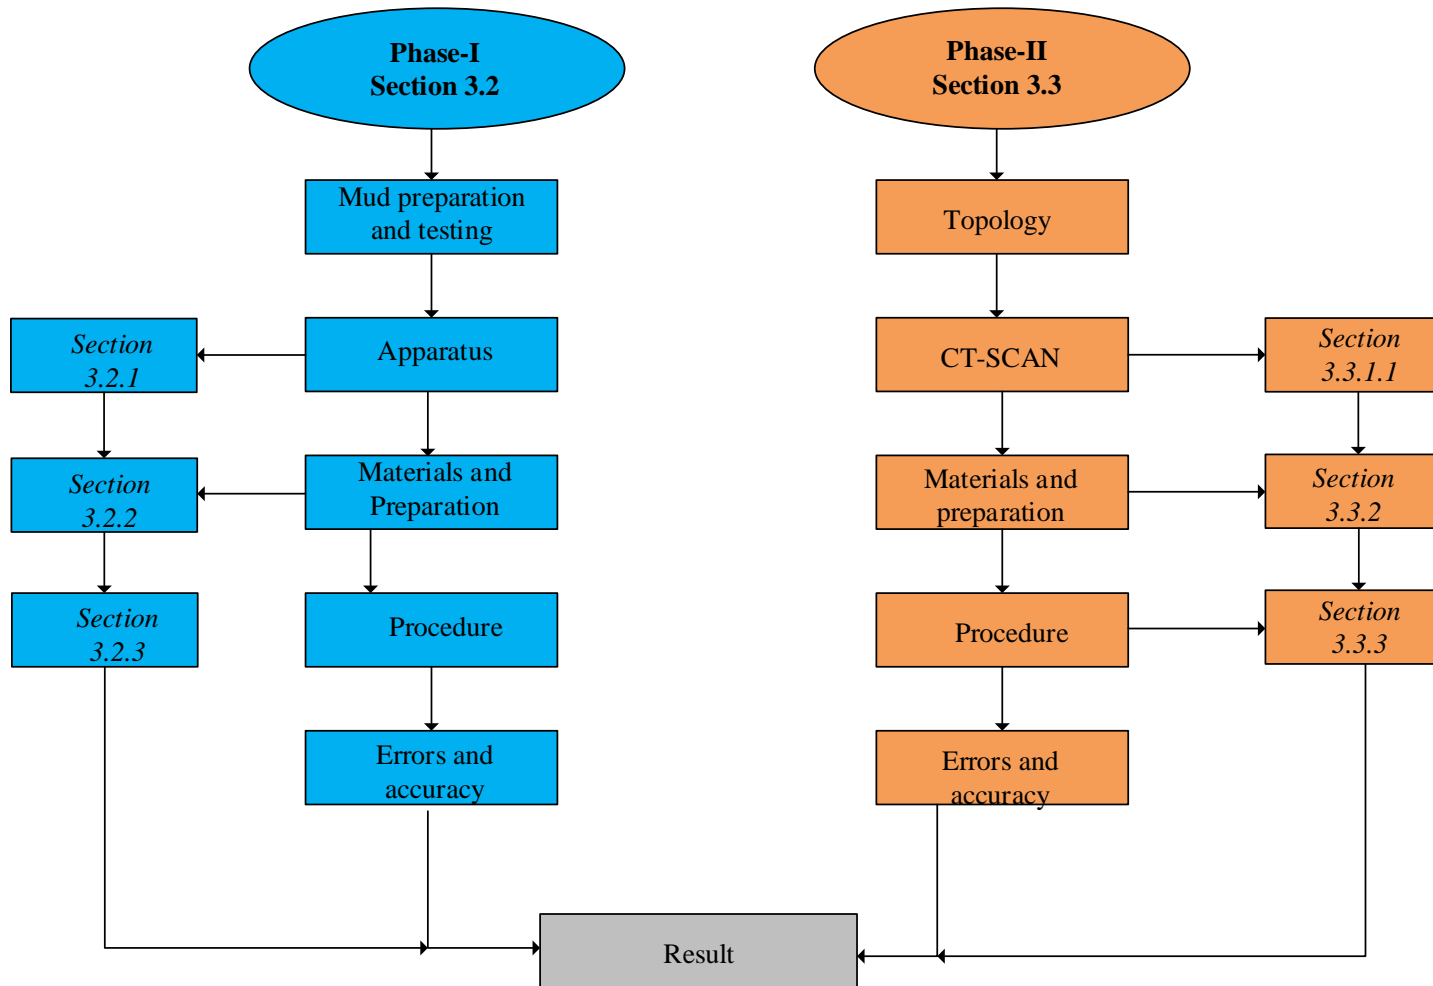 Phase-I
Section 3.2
Phase-II
Section 3.3
Mud preparation
and testing
Topology
Section
3.2.1
Apparatus
CT-SCAN
Section
3.3.1.1
Section
3.2.2
Materials and
Preparation
Materials and
preparation
Section
3.3.2
Section
3.2.3
Procedure
Procedure
Section
3.3.3
Errors and
accuracy
Errors and
accuracy
Result